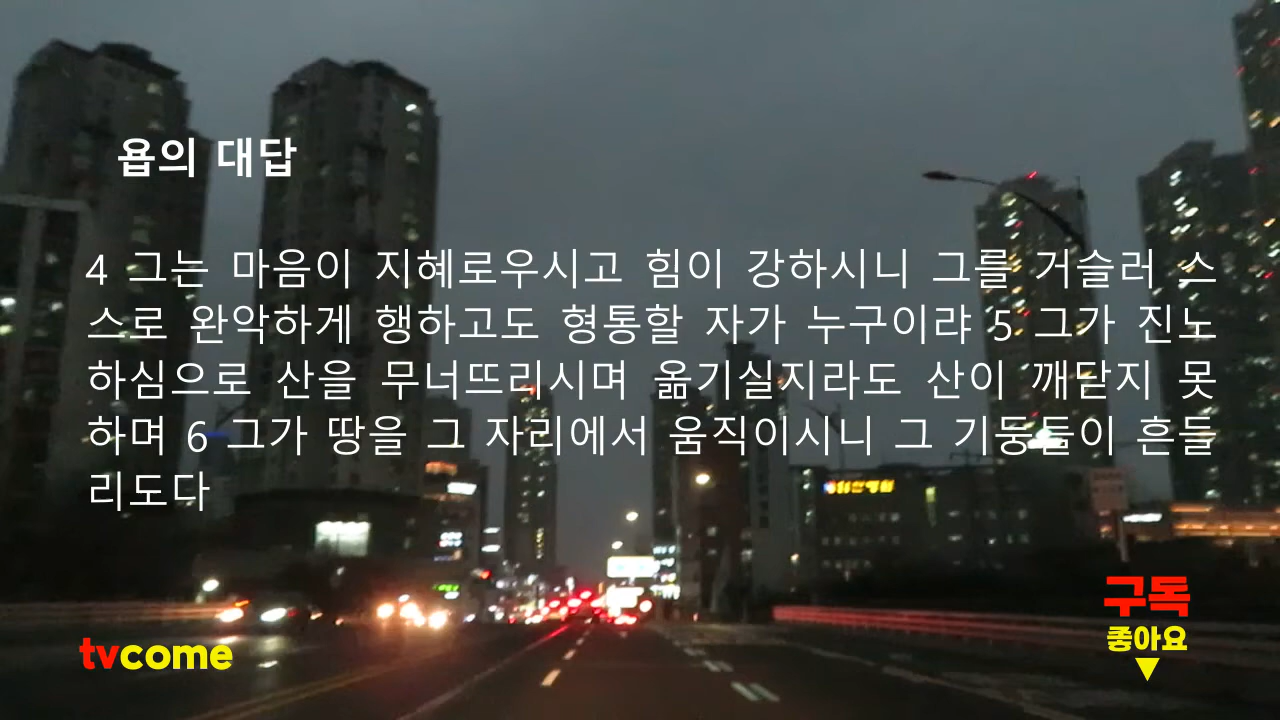 욥의 대답
4 그는 마음이 지혜로우시고 힘이 강하시니 그를 거슬러 스
스로 완악하게 행하고도 형통할 자가 누구이랴 5 그가 진노
하심으로 산을 무너뜨리시며 옮기실지라도 산이 깨닫지 못
하며 6 그가 땅을 그 자리에서 움직이시니 그 기둥들이 흔들
리도다
구독
좋아요
tvcome